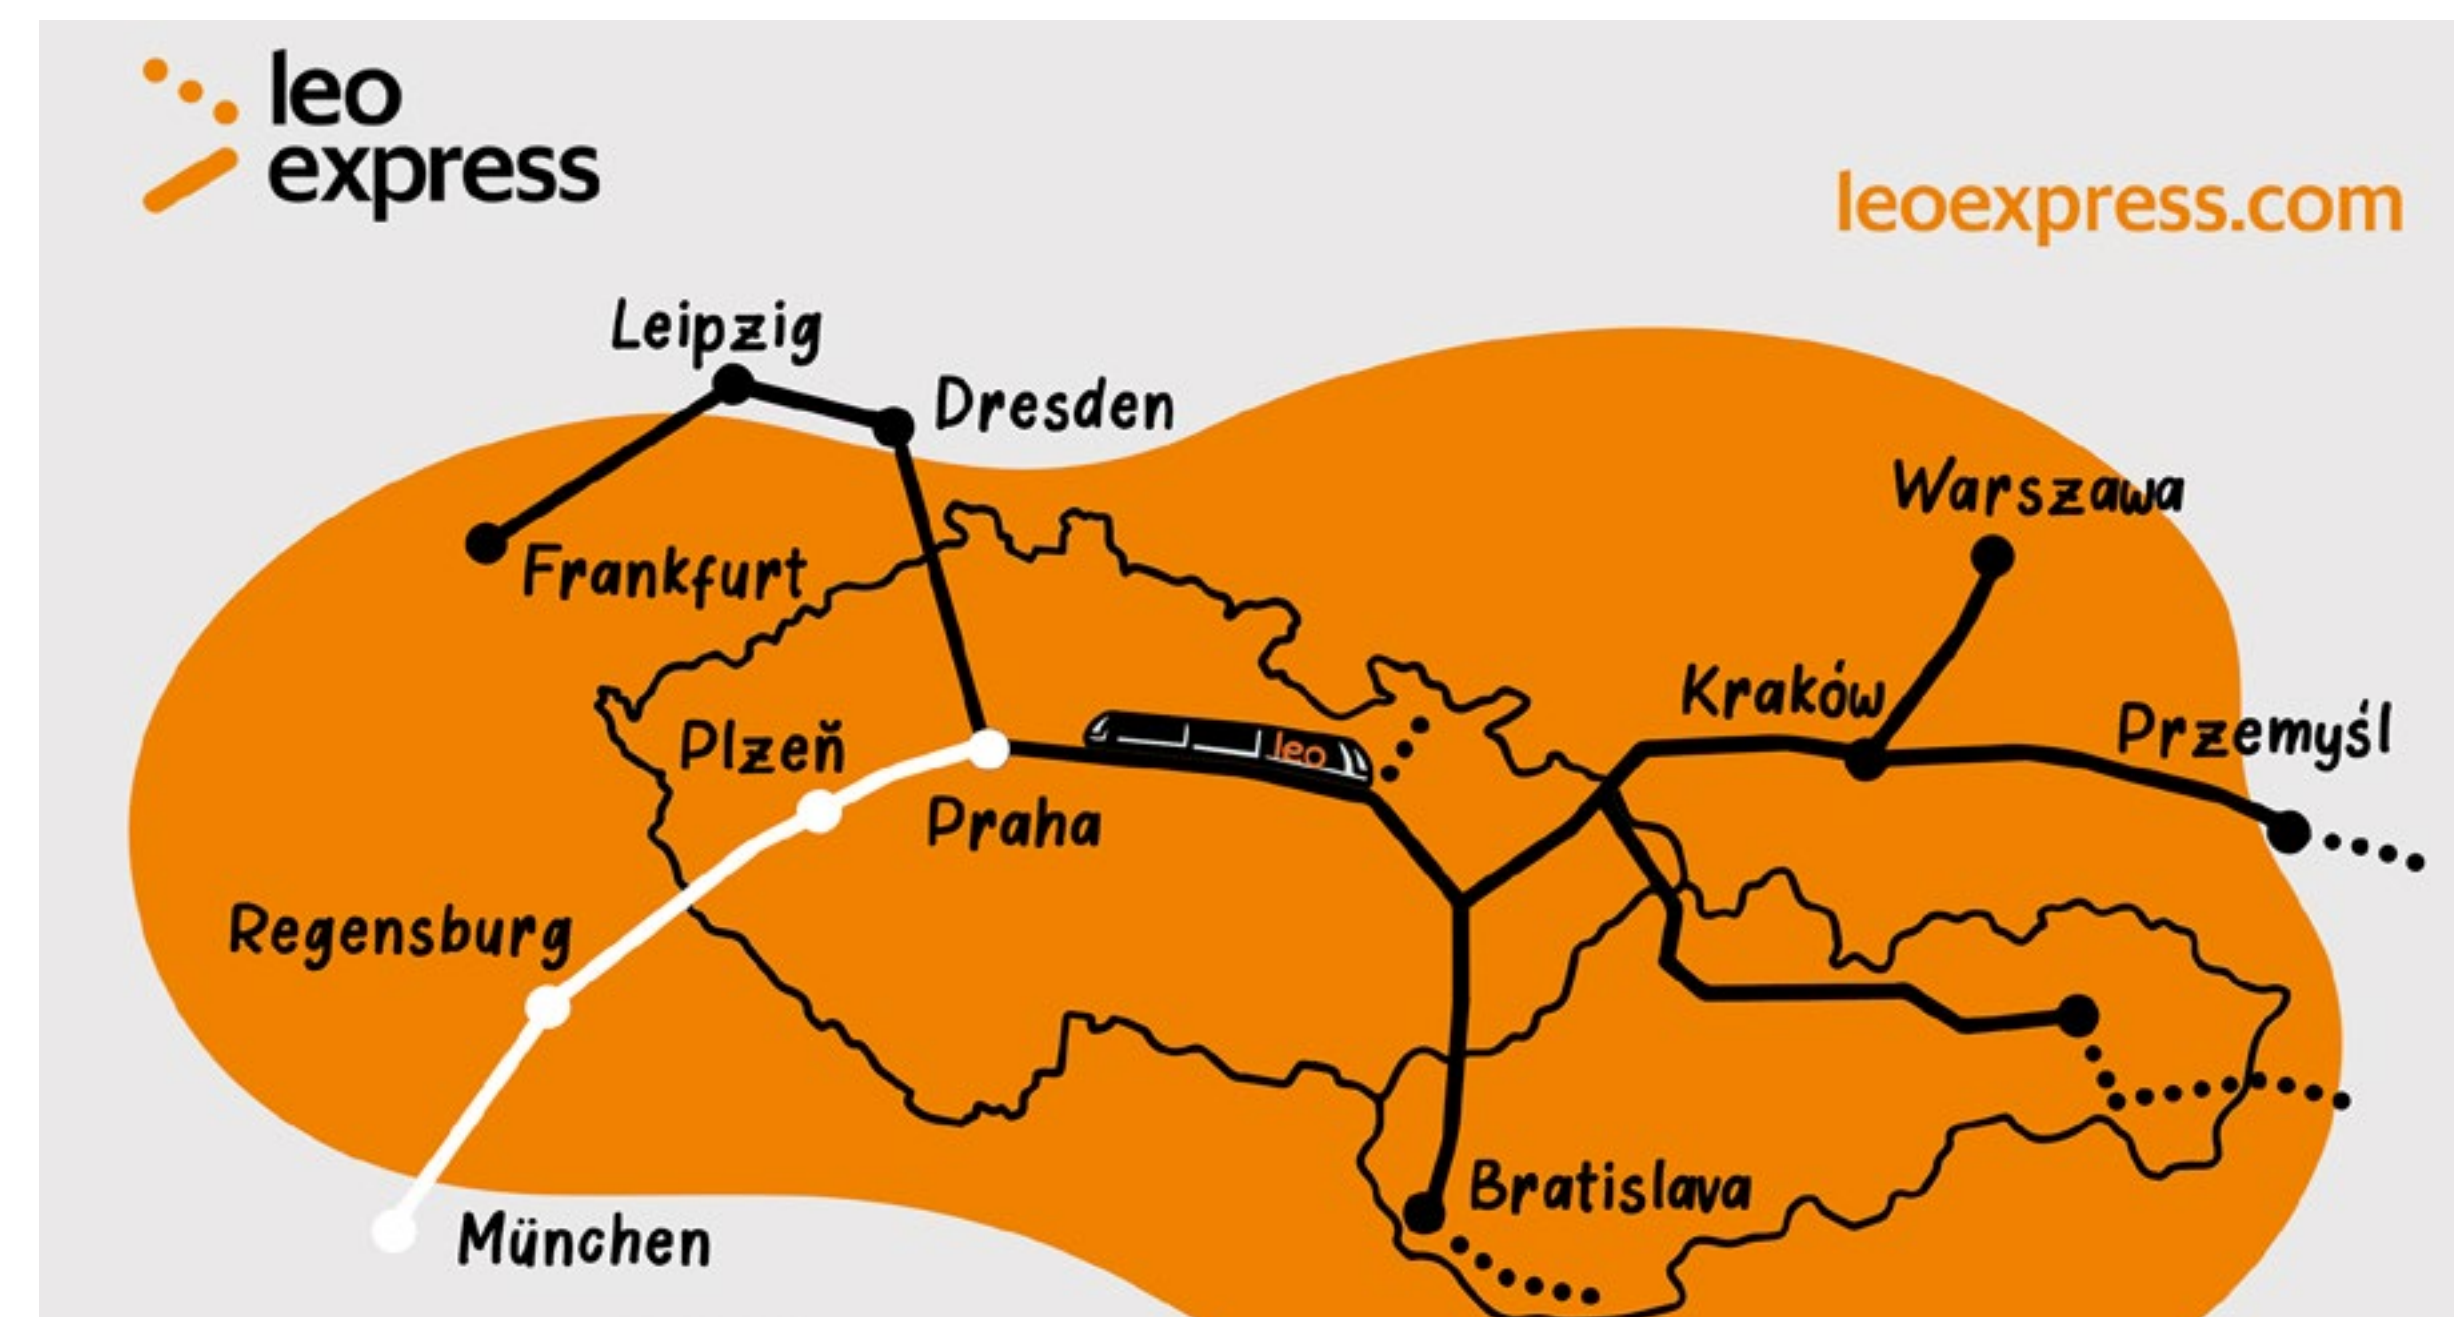 leo
express
leoexpress.com
Leipzig
Dresden
Frankfurt
Warszawa
Kraków
Przemyśl
Plzeň
leo
Praha
Regensburg
Bratislava
München